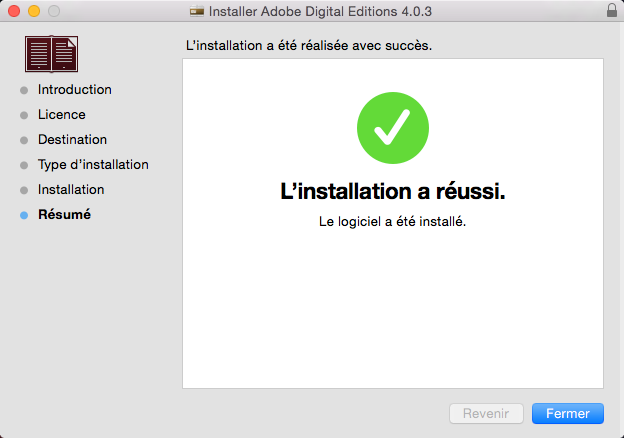 Installer Adobe Digital Editions 4.0.3
L'installation a été réalisée avec succès.
Introduction
Licence
Destination
Type d'installation
Installation
Résumé
L'installation a réussi.
Le logiciel a été installé.
Revenir
Fermer